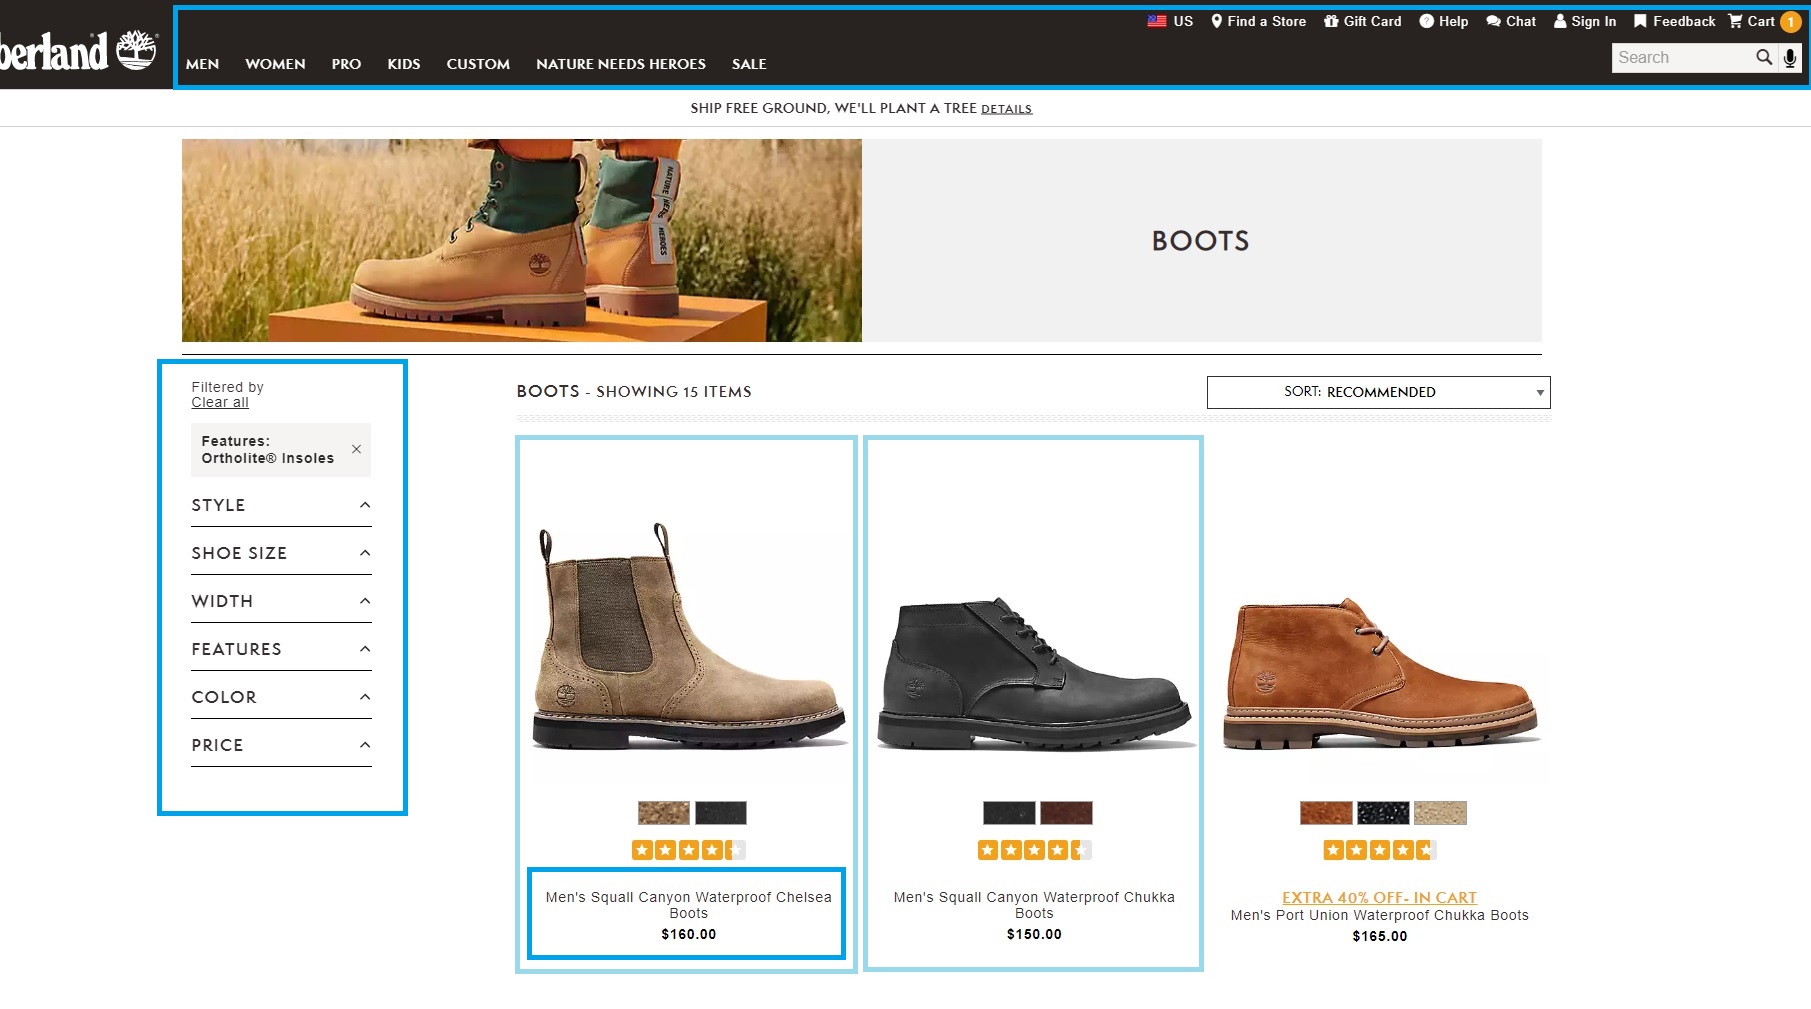 US Find a Store Gift Card Help Chat Sign In Feedback Cart 1
berland
MEN WOMEN PRO KIDS CUSTOM NATURE NEEDS HEROES SALE
Search
SHIP FREE GROUND, WE'LL PLANT A TREE DETAILS
NATURE
NEEDS
HEROES
BOOTS
Filtered by
Clear all
Features:
Ortholite® Insoles
STYLE
SHOE SIZE
WIDTH
FEATURES
COLOR
PRICE
BOOTS - SHOWING 15 ITEMS
SORT: RECOMMENDED
Men's Squall Canyon Waterproof Chelsea
Boots
$160.00
Men's Squall Canyon Waterproof Chukka
Boots
$150.00
EXTRA 40% OFF- IN CART
Men's Port Union Waterproof Chukka Boots
$165.00